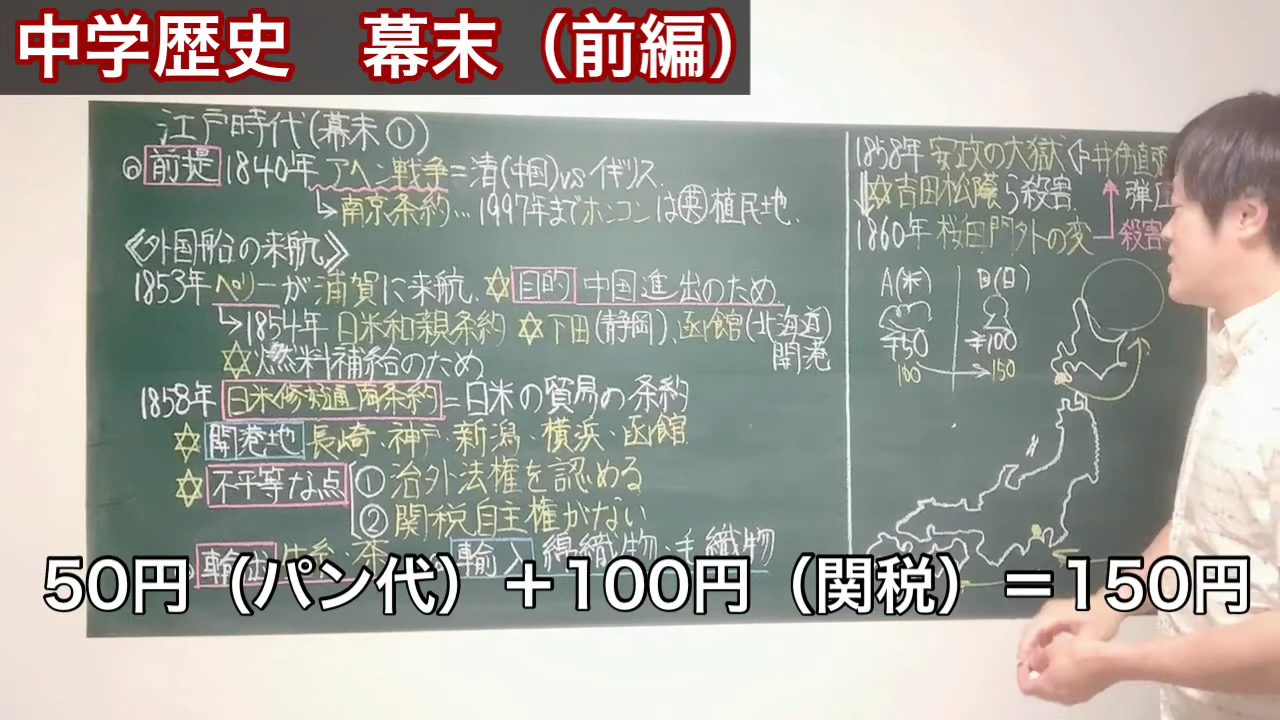 中学歴史 幕末（前編）
江戸時代(幕末①)
◎前提 1840年 アヘン戦争=清(中国)vsイギリス.
↳南京条約…1997年までホンコンは英植民地.
《外国船の来航》
1853年ペリーが浦賀に来航. ☆目的 中国進出のため
↳1854年 日米和親条約 ☆下田(静岡)、函館(北海道)
開港
☆燃料補給のため
1858年 日米修好通商条約=日米の貿易の条約
☆開港地 長崎、神戸、新潟、横浜、函館
☆不平等な点 ①治外法権を認める
②関税自主権がない
輸出 生糸・茶 輸入 綿織物・毛織物
1858年 安政の大獄⇦井伊直弼
☆吉田松陰ら殺害. 弾圧
1860年 桜田門外の変 殺害
A(米) B(日)
¥50 ¥100
100 150
50円（パン代）＋100円（関税）＝150円